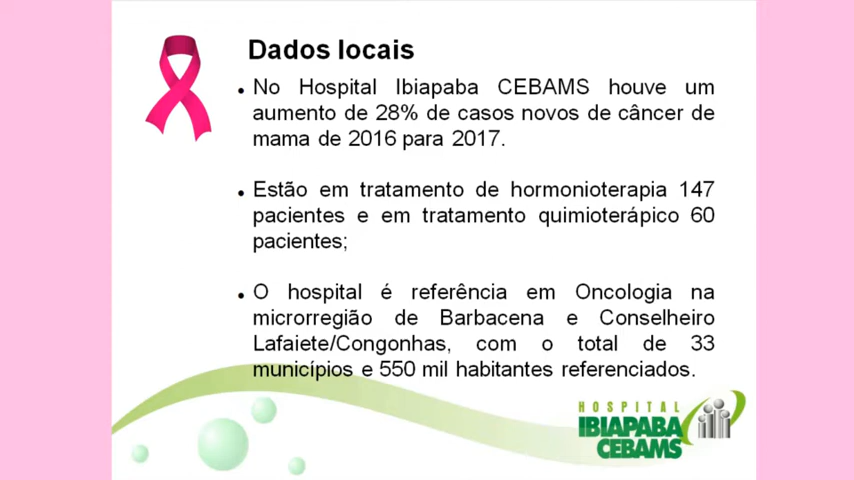 Dados locais
No Hospital Ibiapaba CEBAMS houve um
aumento de 28% de casos novos de câncer de
mama de 2016 para 2017.
Estão em tratamento de hormonioterapia 147
pacientes e em tratamento quimioterápico 60
pacientes;
O hospital é referência em Oncologia na
microrregião de Barbacena e Conselheiro
Lafaiete/Congonhas, com o total de 33
municípios e 550 mil habitantes referenciados.
HOSPITAL
IBIAPABA
CEBAMS